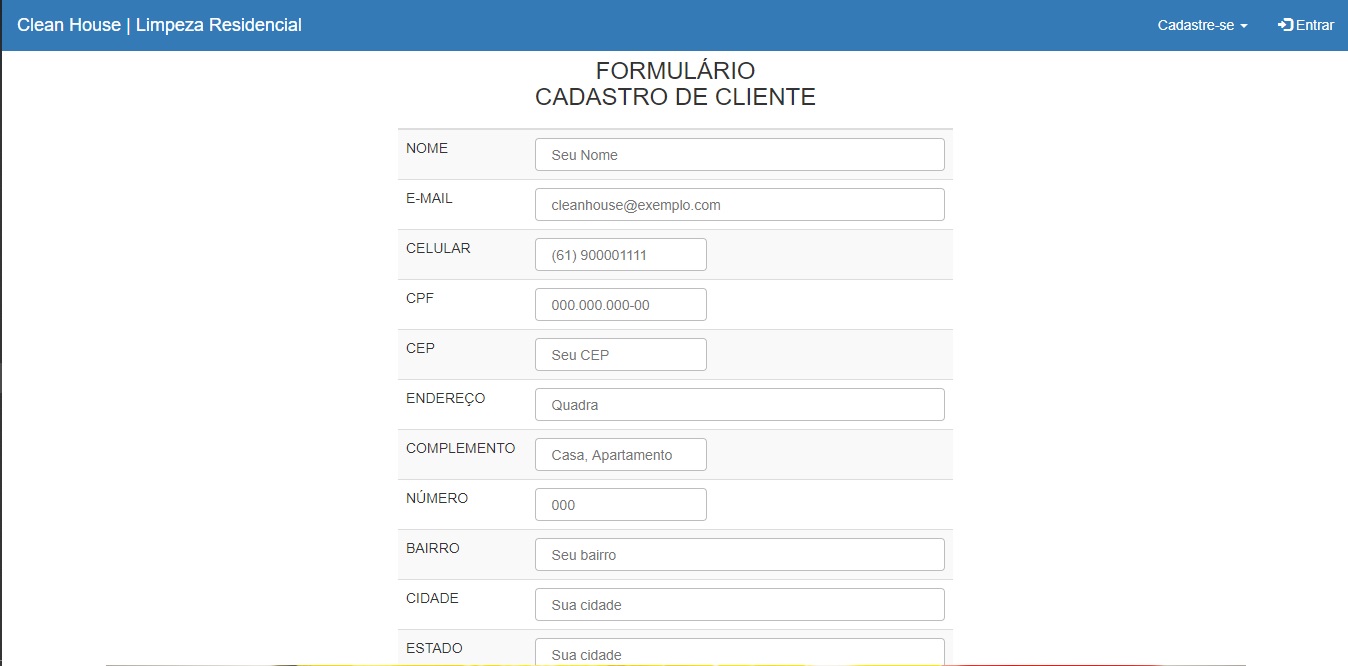 Clean House | Limpeza Residencial
Cadastre-se
Entrar
FORMULÁRIO
CADASTRO DE CLIENTE
NOME
Seu Nome
E-MAIL
cleanhouse@exemplo.com
CELULAR
(61) 900001111
CPF
000.000.000-00
CEP
Seu CEP
ENDEREÇO
Quadra
COMPLEMENTO
Casa, Apartamento
NÚMERO
000
BAIRRO
Seu bairro
CIDADE
Sua cidade
ESTADO
Sua cidade